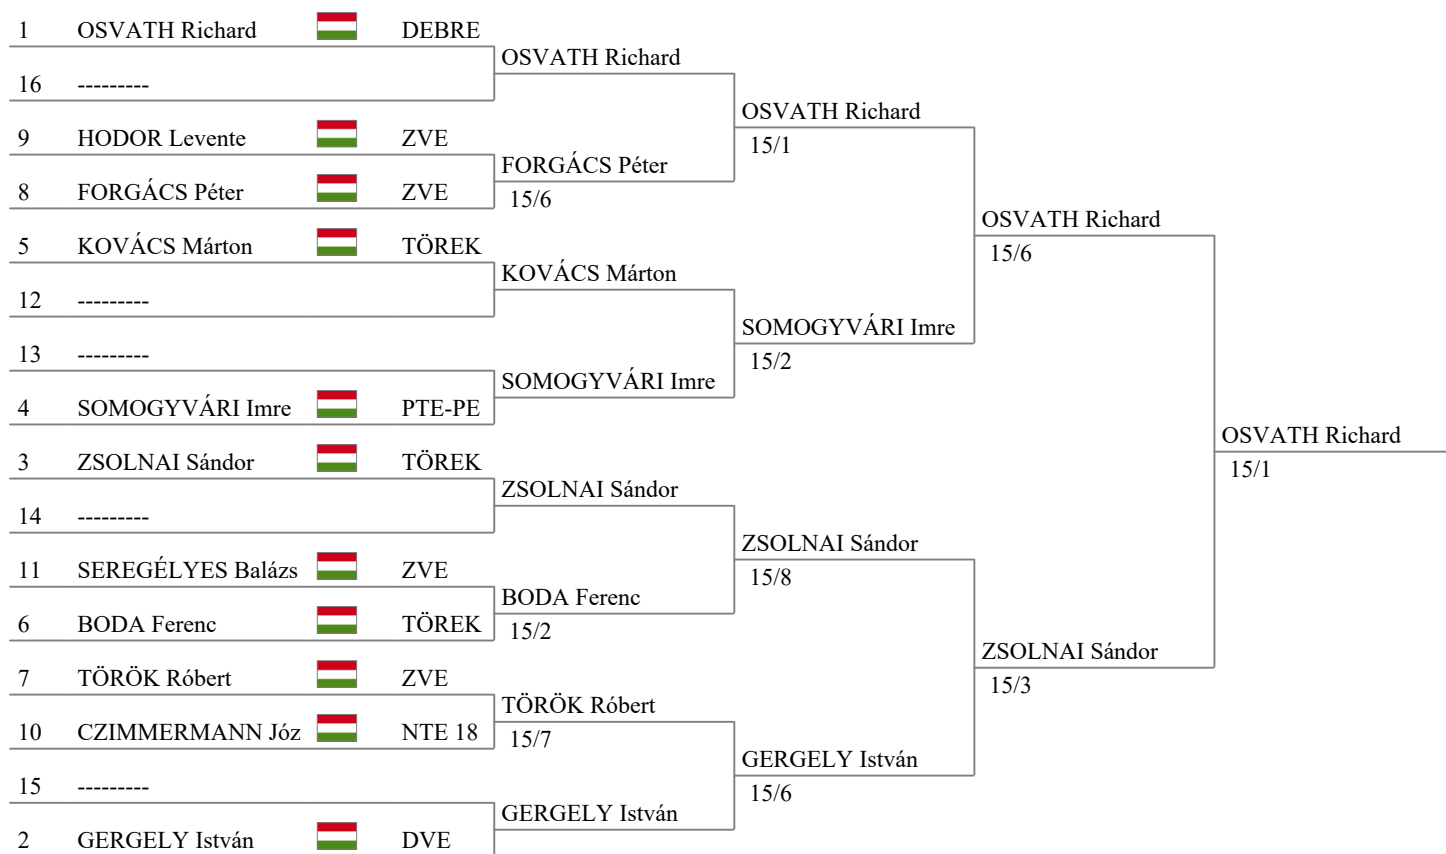 1 OSVATH Richard DEBRE
16 ---------
9 HODOR Levente ZVE
8 FORGÁCS Péter ZVE
5 KOVÁCS Márton TÖREK
12 ---------
13 ---------
4 SOMOGYVÁRI Imre PTE-PE
3 ZSOLNAI Sándor TÖREK
14 ---------
11 SEREGÉLYES Balázs ZVE
6 BODA Ferenc TÖREK
7 TÖRÖK Róbert ZVE
10 CZIMMERMANN Józ NTE 18
15 ---------
2 GERGELY István DVE
OSVATH Richard
FORGÁCS Péter
15/6
KOVÁCS Márton
SOMOGYVÁRI Imre
ZSOLNAI Sándor
BODA Ferenc
15/2
TÖRÖK Róbert
15/7
GERGELY István
OSVATH Richard
15/1
SOMOGYVÁRI Imre
15/2
ZSOLNAI Sándor
15/8
GERGELY István
15/6
OSVATH Richard
15/6
ZSOLNAI Sándor
15/3
OSVATH Richard
15/1